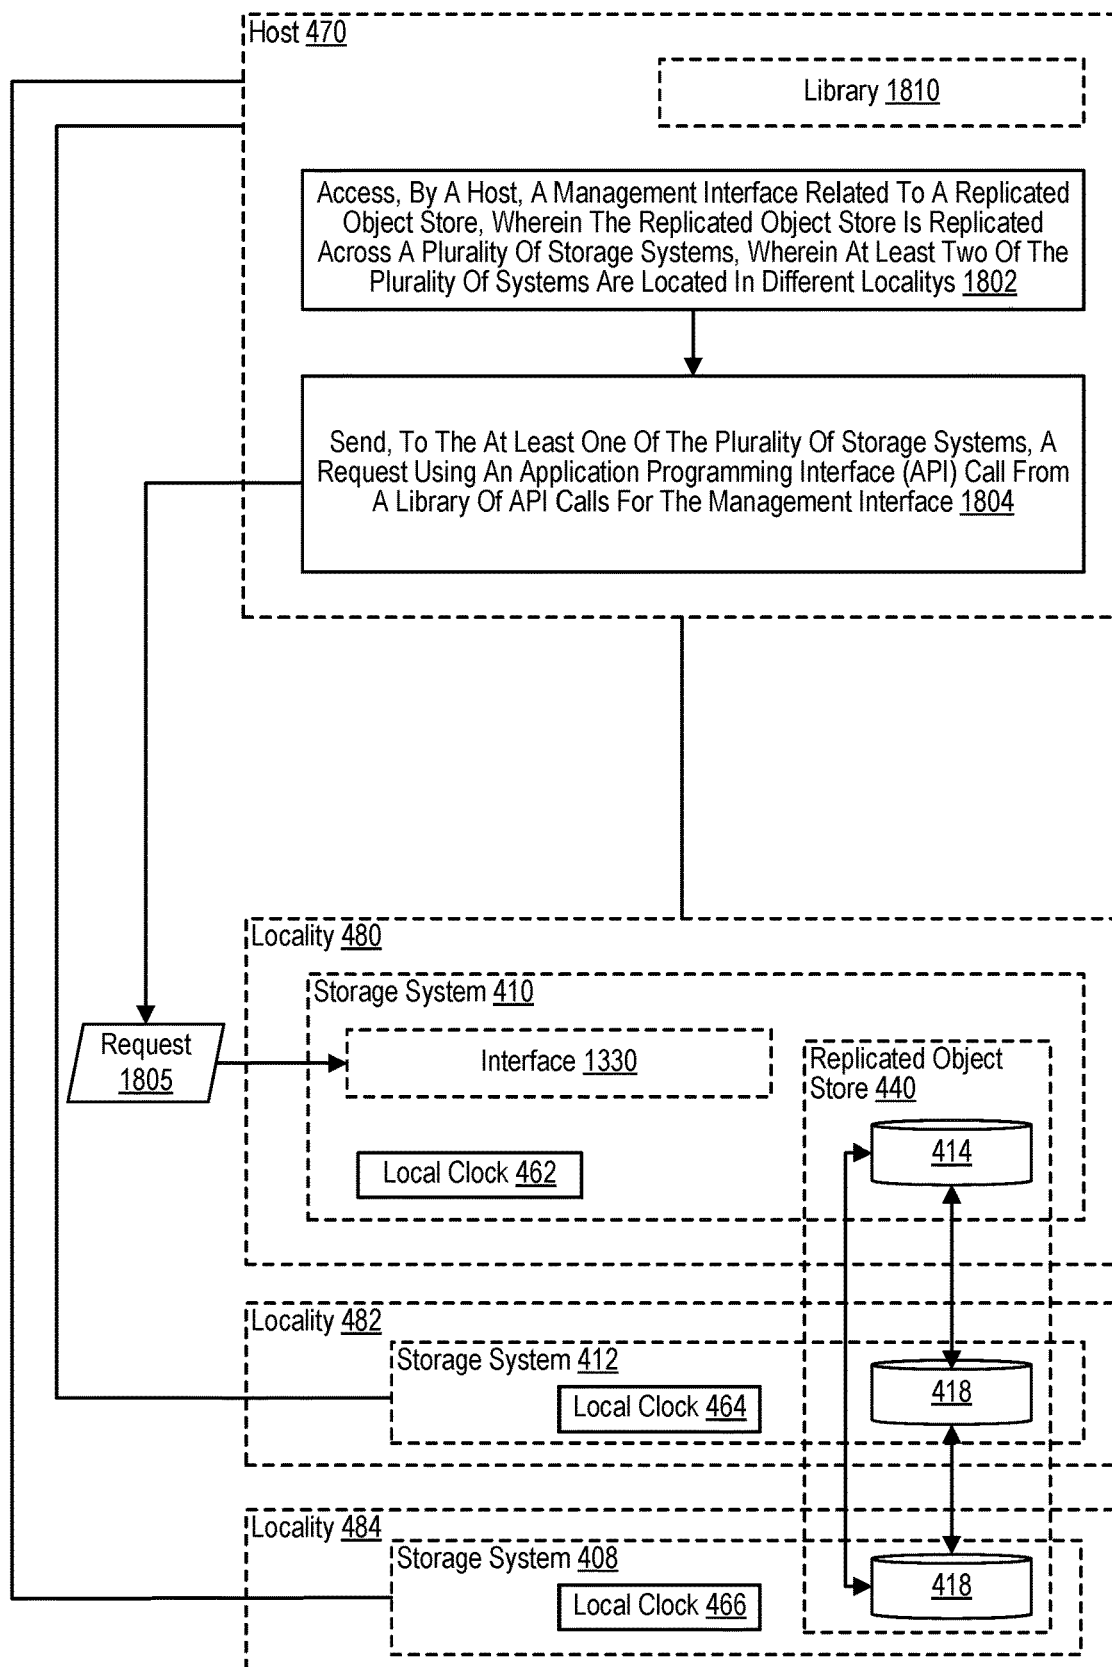 Host 470
Library 1810
Access, By A Host, A Management Interface Related To A Replicated
Object Store, Wherein The Replicated Object Store Is Replicated
Across A Plurality Of Storage Systems, Wherein At Least Two Of The
Plurality Of Systems Are Located In Different Localitys 1802
Send, To The At Least One Of The Plurality Of Storage Systems, A
Request Using An Application Programming Interface (API) Call From
A Library Of API Calls For The Management Interface 1804
Locality 480
Storage System 410
Request
1805
Interface 1330
Replicated Object
Store 440
414
Local Clock 462
Locality 482
Storage System 412
Local Clock 464
418
Locality 484
Storage System 408
Local Clock 466
418